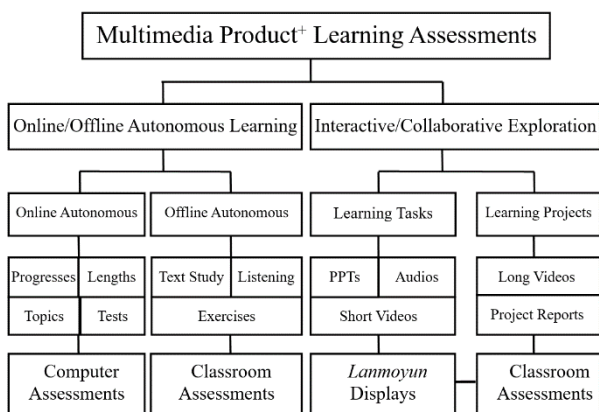 Multimedia Product⁺ Learning Assessments
Online/Offline Autonomous Learning
Interactive/Collaborative Exploration
Online Autonomous
Offline Autonomous
Learning Tasks
Learning Projects
Progresses
Lengths
Text Study
Listening
PPTs
Audios
Long Videos
Topics
Tests
Exercises
Short Videos
Project Reports
Computer
Assessments
Classroom
Assessments
Lanmoyun
Displays
Classroom
Assessments